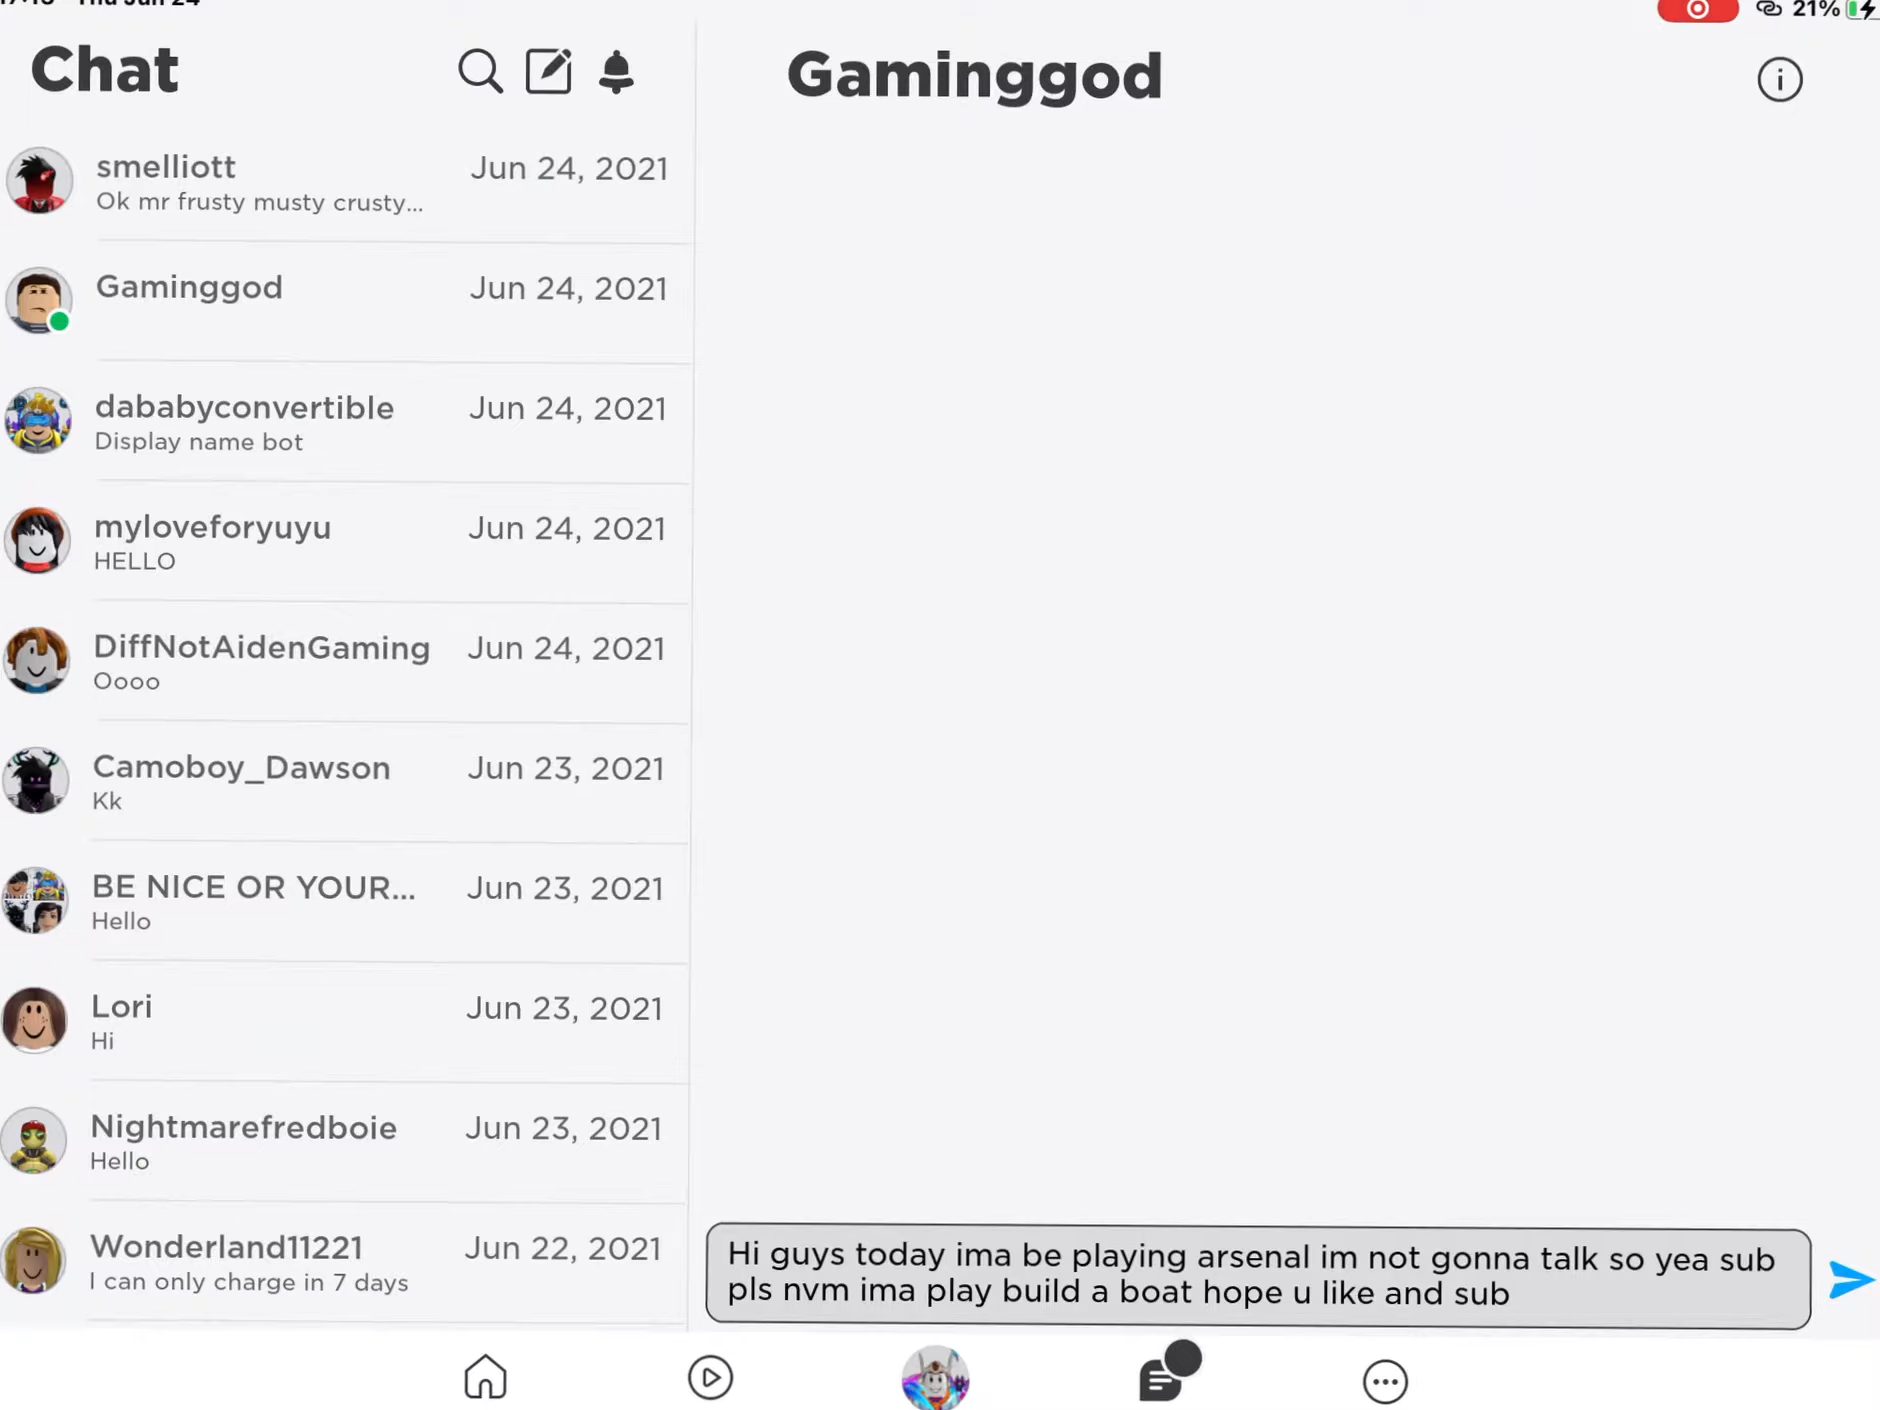 Thu Jun 24
21%
Chat
Gaminggod
smelliott
Jun 24, 2021
Ok mr frusty musty crusty...
Gaminggod
Jun 24, 2021
dababyconvertible
Jun 24, 2021
Display name bot
myloveforyuyu
Jun 24, 2021
HELLO
DiffNotAidenGaming
Jun 24, 2021
Oooo
Camoboy_Dawson
Jun 23, 2021
Kk
BE NICE OR YOUR...
Jun 23, 2021
Hello
Lori
Jun 23, 2021
Hi
Nightmarefredboie
Jun 23, 2021
Hello
Wonderland11221
Jun 22, 2021
I can only charge in 7 days
Hi guys today ima be playing arsenal im not gonna talk so yea sub
pls nvm ima play build a boat hope u like and sub